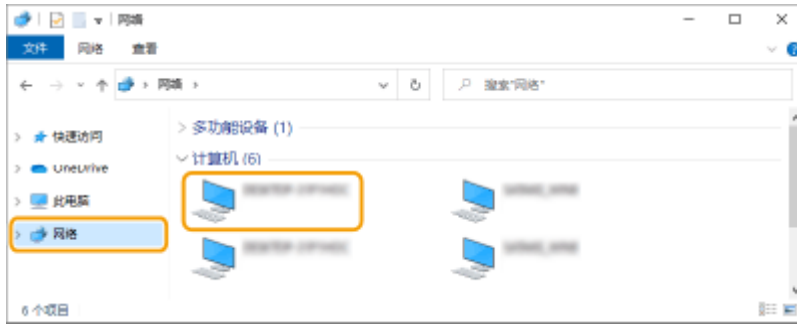 网络
文件 网络 查看
网络 搜索"网络"
快速访问
OneDrive
此电脑
网络
多功能设备 (1)
计算机 (6)
6 个项目